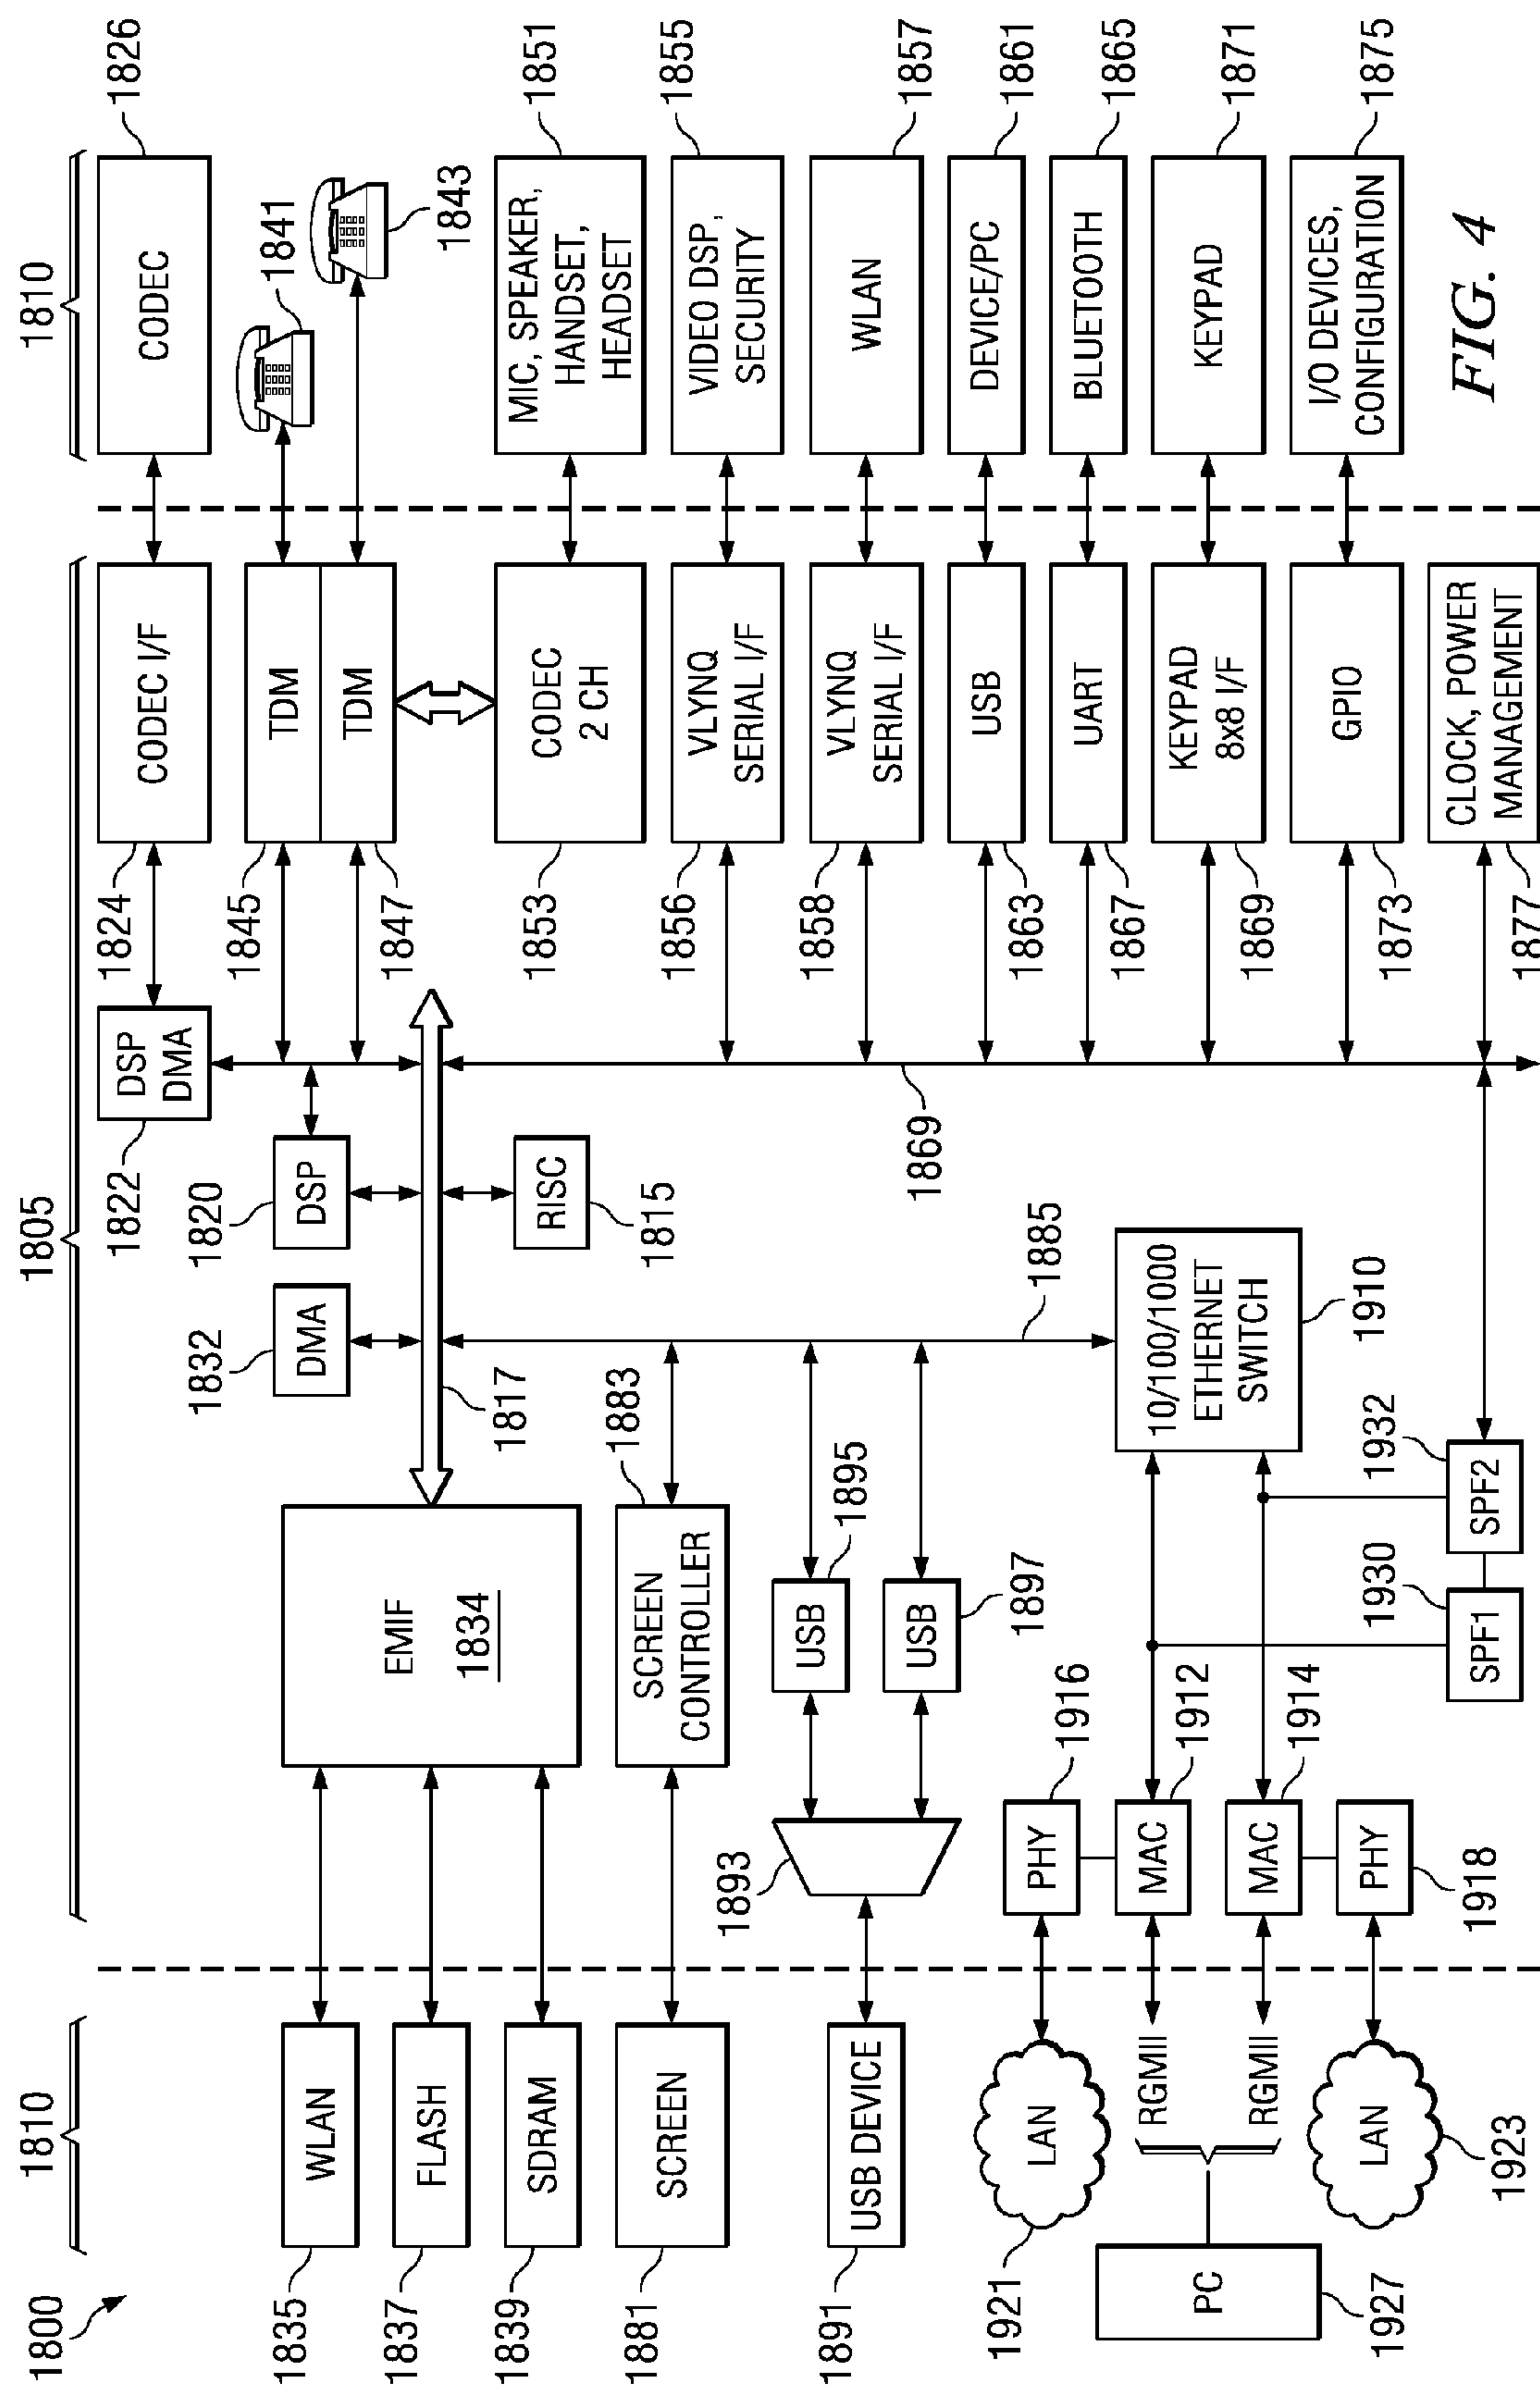 1800
1810
1805
1810
1835
WLAN
1837
FLASH
1839
SDRAM
1881
SCREEN
1891
USB DEVICE
1921
LAN
RGMII
RGMII
PC
1927
LAN
1923
EMIF
1834
SCREEN
CONTROLLER
1883
1893
USB
1895
USB
1897
PHY
1916
MAC
1912
MAC
1914
PHY
1918
SPF1
1930
SPF2
1932
10/100/1000
ETHERNET
SWITCH
1910
1885
1817
1832
DMA
1820
DSP
1822
DSP
DMA
RISC
1815
1869
1824
CODEC I/F
1845
TDM
TDM
1847
1853
CODEC
2 CH
1856
VLYNQ
SERIAL I/F
1858
VLYNQ
SERIAL I/F
1863
USB
1867
UART
1869
KEYPAD
8x8 I/F
1873
GPIO
1877
CLOCK, POWER
MANAGEMENT
CODEC
1826
1841
1843
MIC, SPEAKER,
HANDSET,
HEADSET
1851
VIDEO DSP,
SECURITY
1855
WLAN
1857
DEVICE/PC
1861
BLUETOOTH
1865
KEYPAD
1871
I/O DEVICES,
CONFIGURATION
1875
FIG. 4